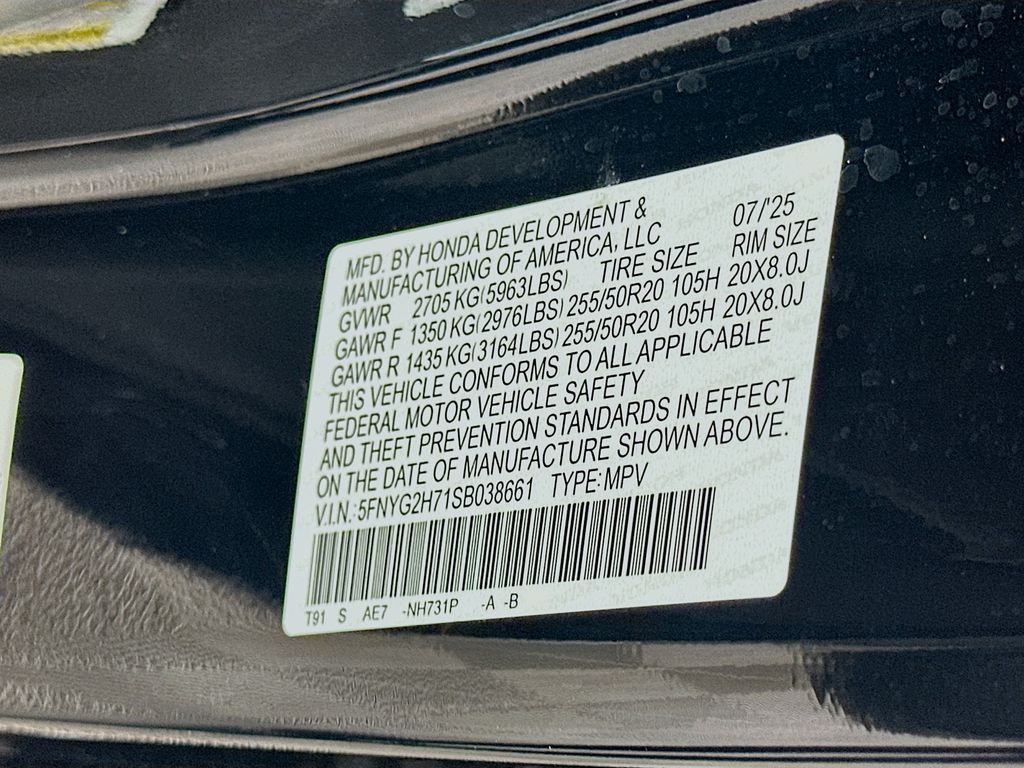 MFD. BY HONDA DEVELOPMENT & 07/'25
MANUFACTURING OF AMERICA, LLC
GVWR 2705 KG(5963LBS) TIRE SIZE RIM SIZE
GAWR F 1350 KG(2976LBS) 255/50R20 105H 20X8.0J
GAWR R 1435 KG(3164LBS) 255/50R20 105H 20X8.0J
THIS VEHICLE CONFORMS TO ALL APPLICABLE
FEDERAL MOTOR VEHICLE SAFETY
AND THEFT PREVENTION STANDARDS IN EFFECT
ON THE DATE OF MANUFACTURE SHOWN ABOVE.
V.I.N.:5FNYG2H71SB038661 TYPE:MPV
T91 S AE7 -NH731P -A -B